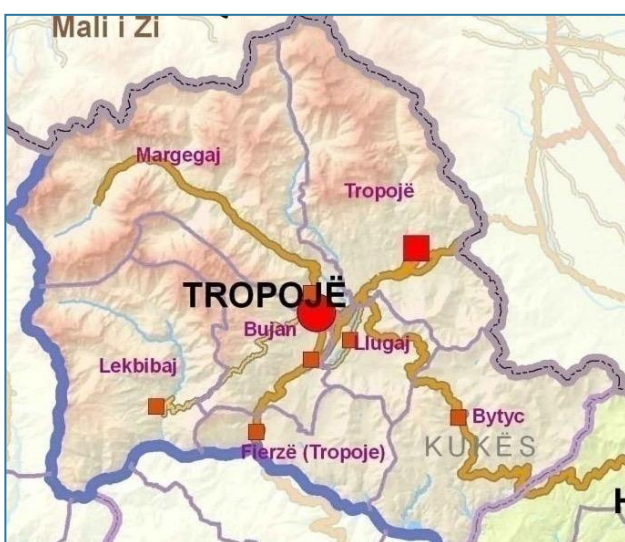 Mali i Zi
Margegaj
Tropojë
TROPOJË
Bujan
Llugaj
Lekbibaj
Bytyc
KUKËS
Fierzë (Tropoje)
H